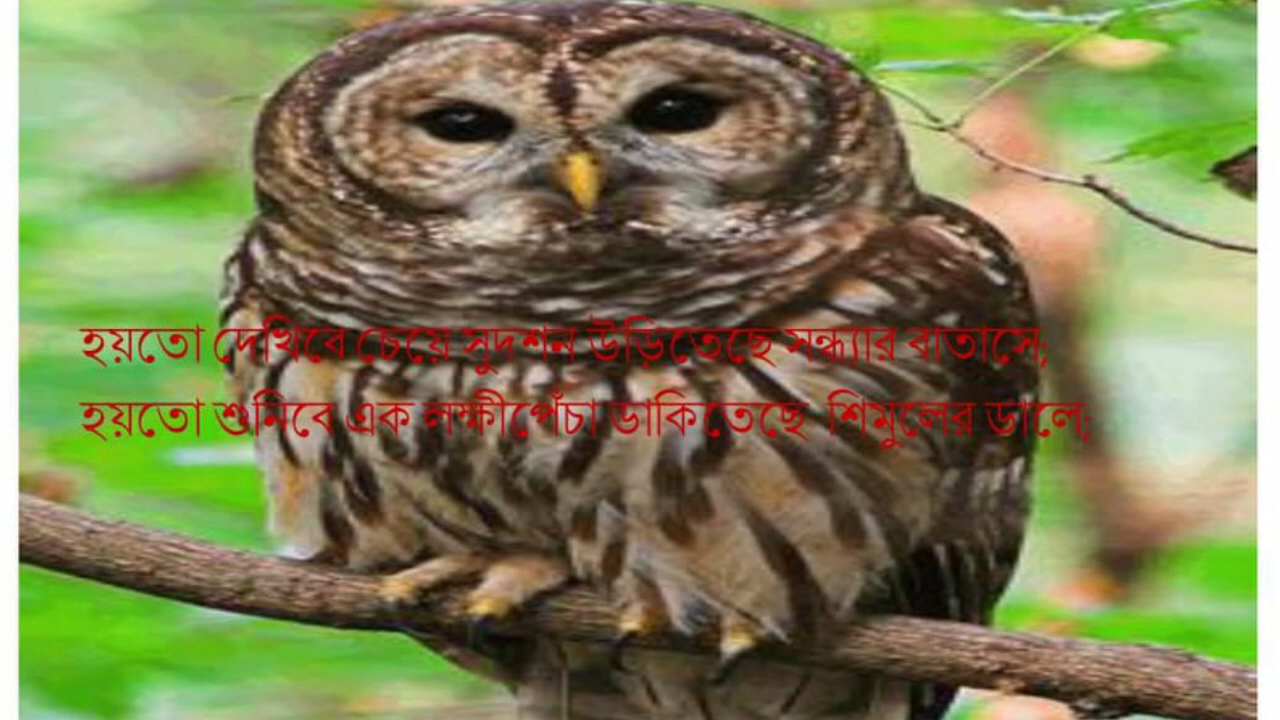 হয়তো দেখিবে চেয়ে সুদর্শন উড়িতেছে সন্ধ্যার বাতাসে;
হয়তো শুনিবে এক লক্ষীপেঁচা ডাকিতেছে শিমুলের ডালে;